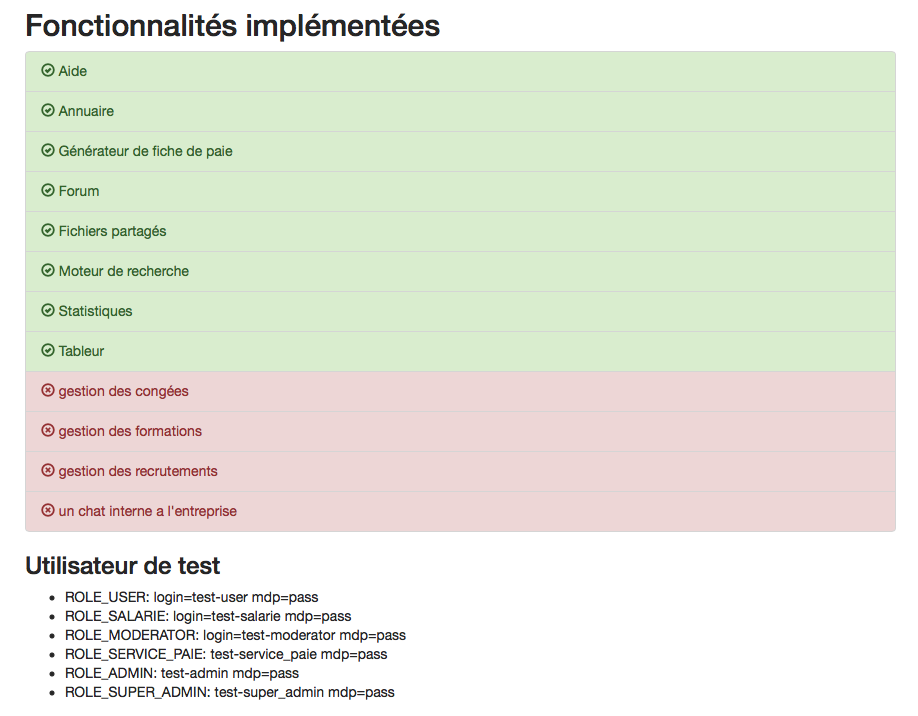 Fonctionnalités implémentées
Aide
Annuaire
Générateur de fiche de paie
Forum
Fichiers partagés
Moteur de recherche
Statistiques
Tableur
gestion des congées
gestion des formations
gestion des recrutements
un chat interne a l'entreprise
Utilisateur de test
ROLE_USER: login=test-user mdp=pass
ROLE_SALARIE: login=test-salarie mdp=pass
ROLE_MODERATOR: login=test-moderator mdp=pass
ROLE_SERVICE_PAIE: test-service_paie mdp=pass
ROLE_ADMIN: test-admin mdp=pass
ROLE_SUPER_ADMIN: test-super_admin mdp=pass